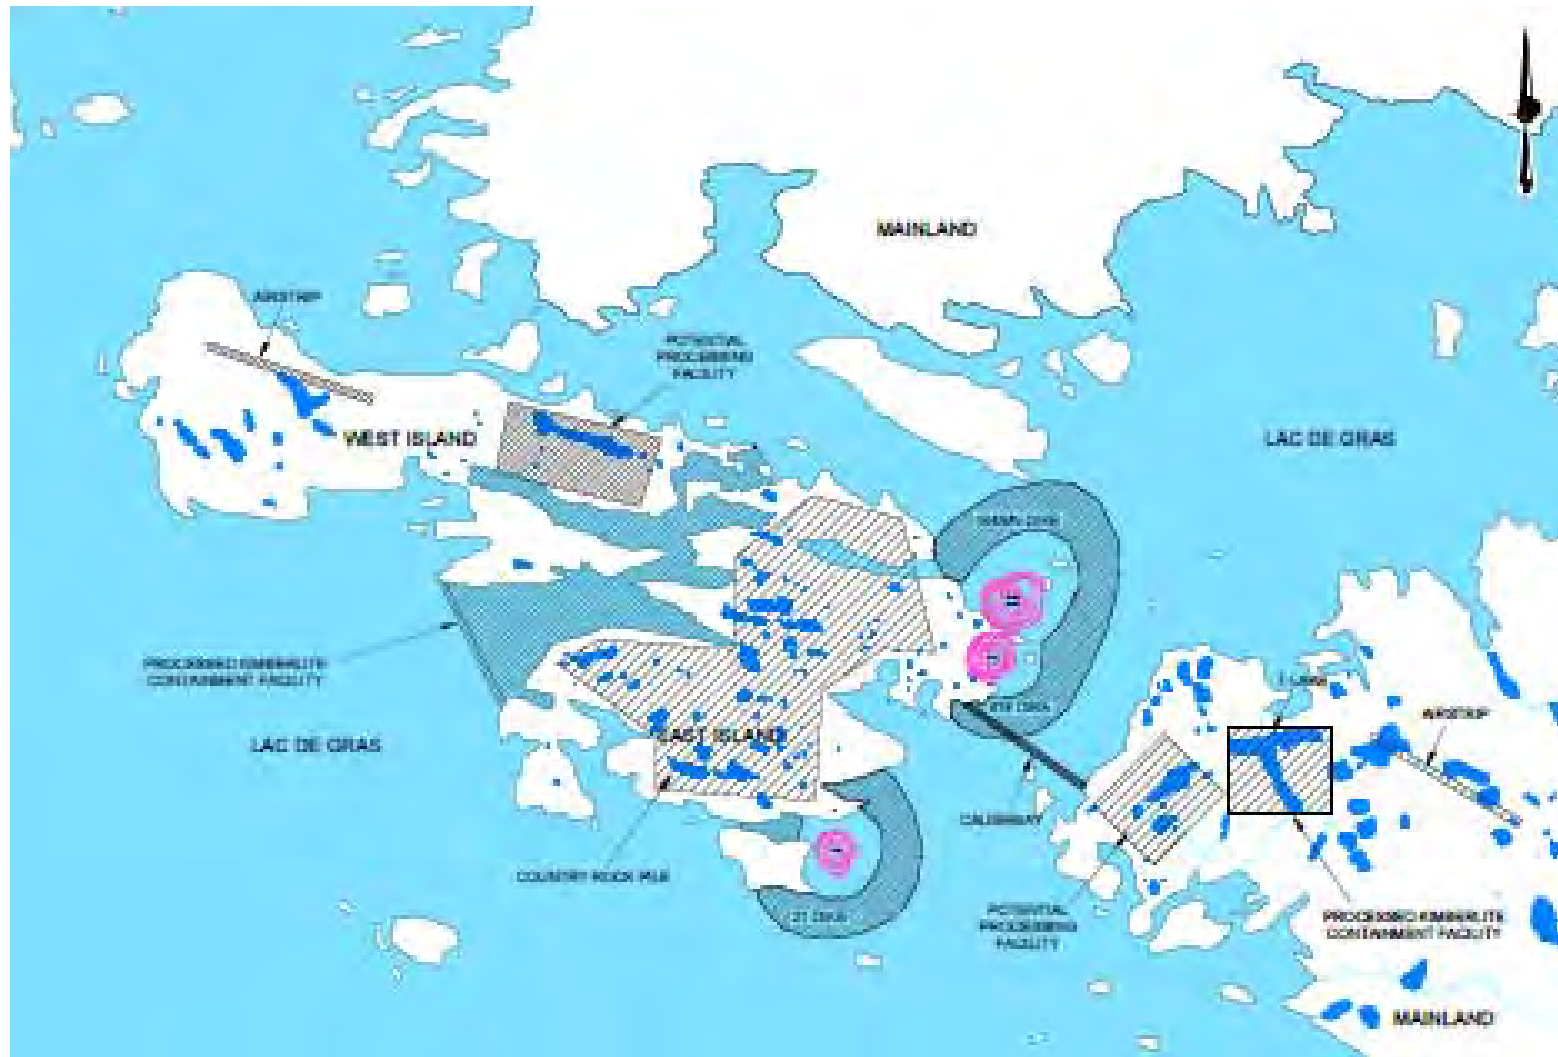 MAINLAND
AIRSTRIP
POTENTIAL
PROCESSING
FACILITY
WEST ISLAND
LAC DE GRAS
PROCESSED KIMBERLITE
CONTAINMENT FACILITY
LAC DE GRAS
EAST ISLAND
AIRSTRIP
CAUSEWAY
COUNTRY ROCK PILE
POTENTIAL
PROCESSING
FACILITY
PROCESSED KIMBERLITE
CONTAINMENT FACILITY
MAINLAND